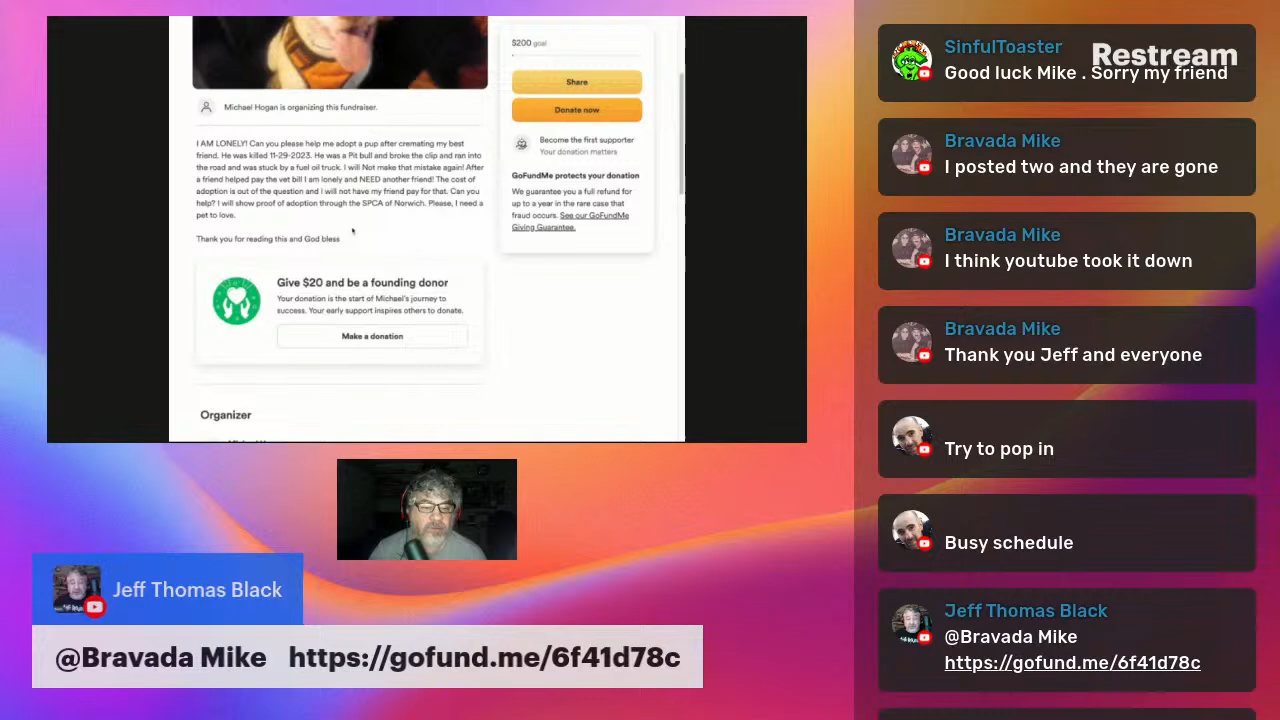 $200 goal
Share
Donate now
Become the first supporter
Your donation matters
GoFundMe protects your donation
We guarantee you a full refund for
up to a year in the rare case that
fraud occurs. See our GoFundMe
Giving Guarantee.
Michael Hogan is organizing this fundraiser.
I AM LONELY! Can you please help me adopt a pup after cremating my best
friend. He was killed 11-29-2023. He was a Pit bull and broke the clip and ran into
the road and was stuck by a fuel oil truck. I will Not make that mistake again! After
a friend helped pay the vet bill I am lonely and NEED another friend! The cost of
adoption is out of the question and I will not have my friend pay for that. Can you
help? I will show proof of adoption through the SPCA of Norwich. Please, I need a
pet to love.
Thank you for reading this and God bless
Give $20 and be a founding donor
Your donation is the start of Michael's journey to
success. Your early support inspires others to donate.
Make a donation
Organizer
Jeff Thomas Black
@Bravada Mike https://gofund.me/6f41d78c
Restream
SinfulToaster
Good luck Mike . Sorry my friend
Bravada Mike
I posted two and they are gone
Bravada Mike
I think youtube took it down
Bravada Mike
Thank you Jeff and everyone
Try to pop in
Busy schedule
Jeff Thomas Black
@Bravada Mike
https://gofund.me/6f41d78c